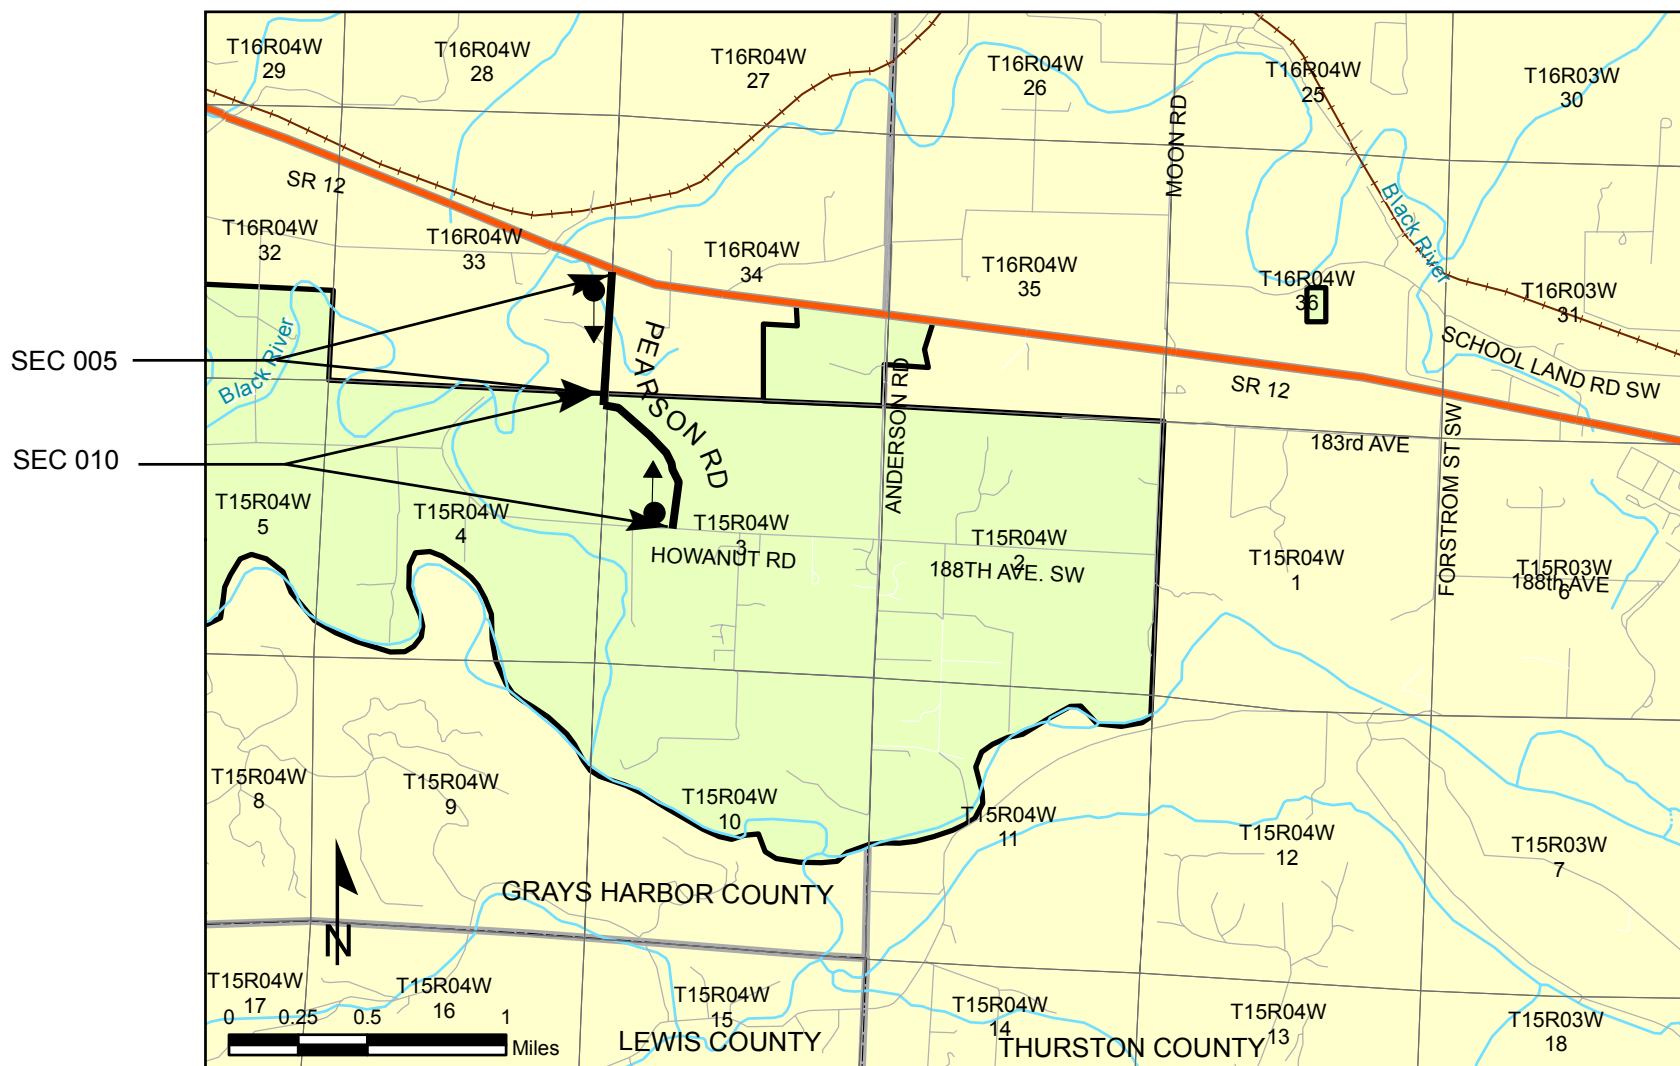 T16R04W
29
T16R04W
28
T16R04W
27
T16R04W
26
T16R04W
25
T16R03W
30
MOON RD
SR 12
Black River
T16R04W
32
T16R04W
33
T16R04W
34
T16R04W
35
T16R04W
36
T16R03W
31
SEC 005
Black River
PEARSON RD
ANDERSON RD
SR 12
SCHOOL LAND RD SW
183rd AVE
FORSTROM ST SW
SEC 010
T15R04W
5
T15R04W
4
T15R04W
3
HOWANUT RD
T15R04W
2
188TH AVE. SW
T15R04W
1
T15R03W
6
188th AVE
T15R04W
8
T15R04W
9
T15R04W
10
T15R04W
11
T15R04W
12
T15R03W
7
GRAYS HARBOR COUNTY
N
T15R04W
17
T15R04W
16
T15R04W
15
T15R04W
14
T15R04W
13
T15R03W
18
0 0.25 0.5 1
Miles
LEWIS COUNTY
THURSTON COUNTY